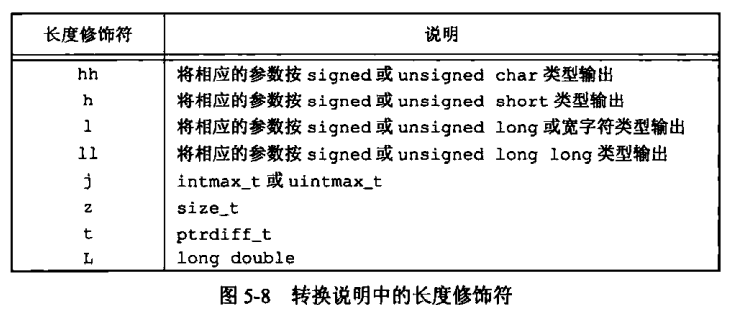 长度修饰符 说明
hh 将相应的参数按 signed 或 unsigned char 类型输出
h 将相应的参数按 signed 或 unsigned short 类型输出
l 将相应的参数按 signed 或 unsigned long 或宽字符类型输出
ll 将相应的参数按 signed 或 unsigned long long 类型输出
j intmax_t 或 uintmax_t
z size_t
t ptrdiff_t
L long double
图 5-8 转换说明中的长度修饰符